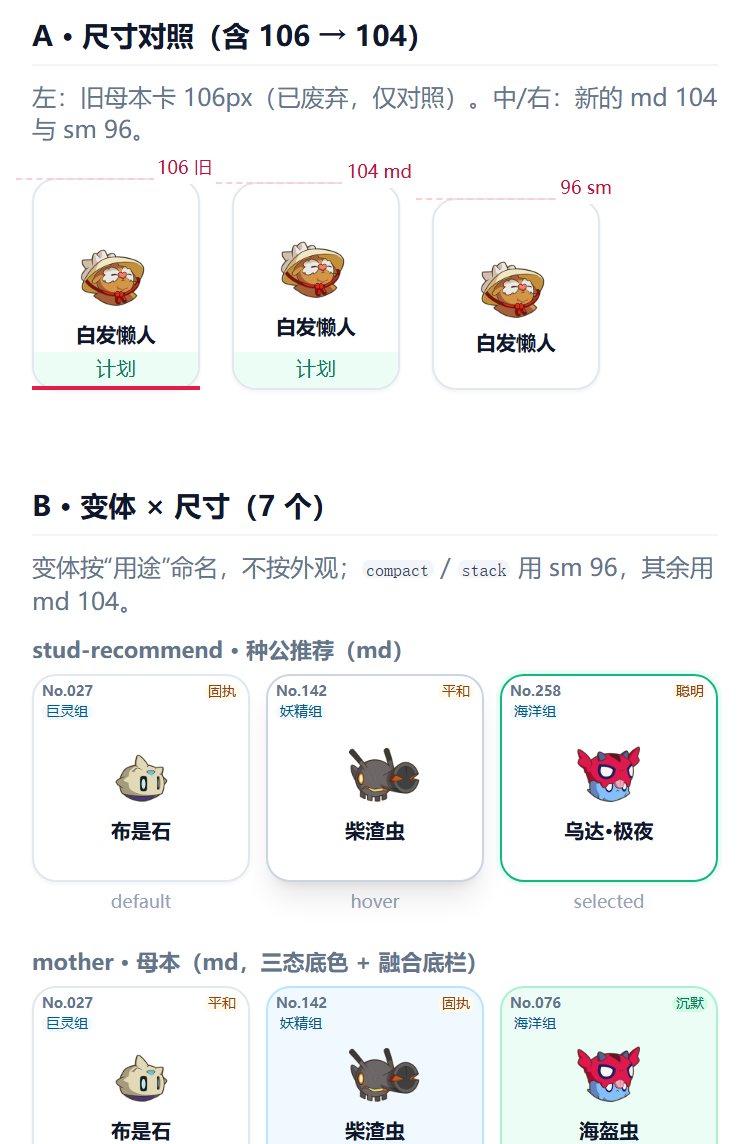 A · 尺寸对照（含 106 → 104）
左：旧母本卡 106px（已废弃，仅对照）。中/右：新的 md 104
与 sm 96。
106 旧
104 md
96 sm
白发懒人
白发懒人
白发懒人
计划
计划
B · 变体 × 尺寸（7 个）
变体按“用途”命名，不按外观；compact / stack 用 sm 96，其余用
md 104。
stud-recommend · 种公推荐（md）
No.027 固执 No.142 平和 No.258 聪明
巨灵组 妖精组 海洋组
布是石 柴渣虫 乌达·极夜
default hover selected
mother · 母本（md，三态底色 + 融合底栏）
No.027 平和 No.142 固执 No.076 沉默
巨灵组 妖精组 海洋组
布是石 柴渣虫 海盔虫